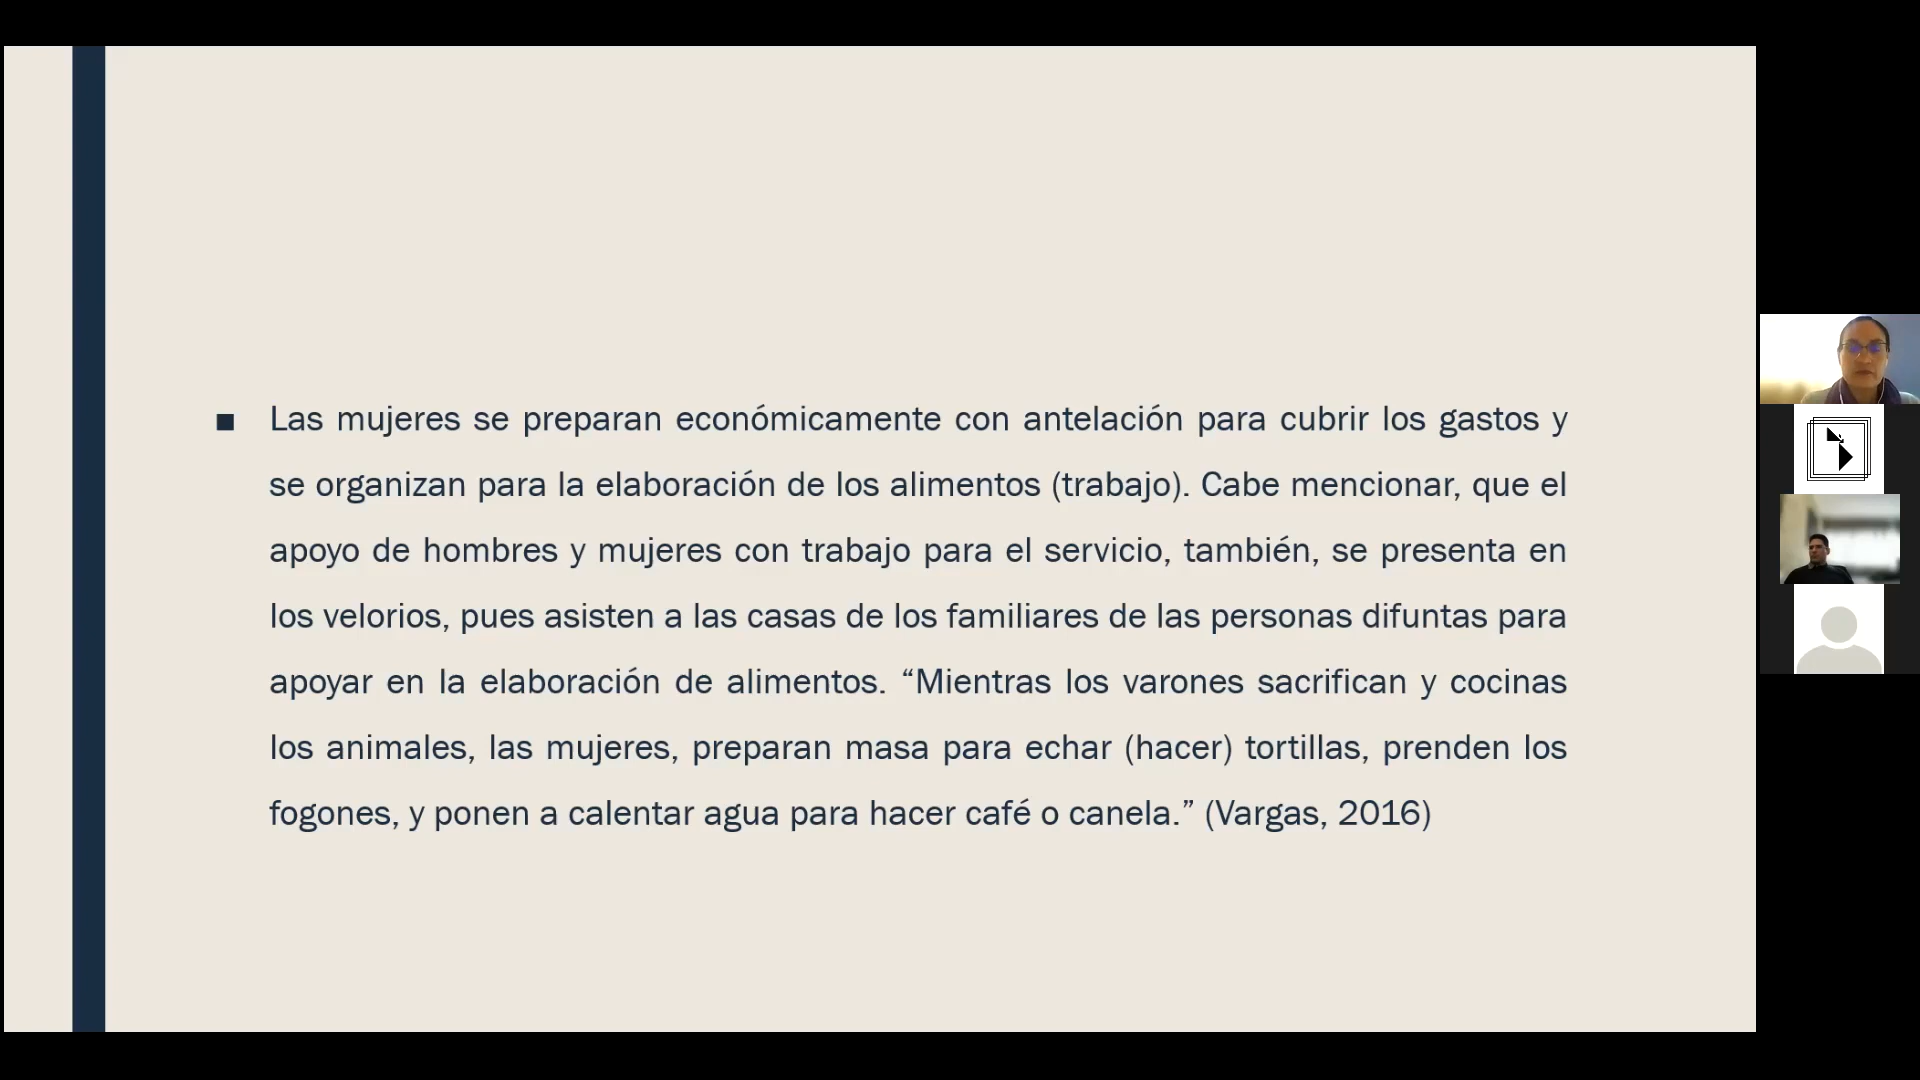 ■ Las mujeres se preparan económicamente con antelación para cubrir los gastos y
se organizan para la elaboración de los alimentos (trabajo). Cabe mencionar, que el
apoyo de hombres y mujeres con trabajo para el servicio, también, se presenta en
los velorios, pues asisten a las casas de los familiares de las personas difuntas para
apoyar en la elaboración de alimentos. “Mientras los varones sacrifican y cocinas
los animales, las mujeres, preparan masa para echar (hacer) tortillas, prenden los
fogones, y ponen a calentar agua para hacer café o canela.” (Vargas, 2016)